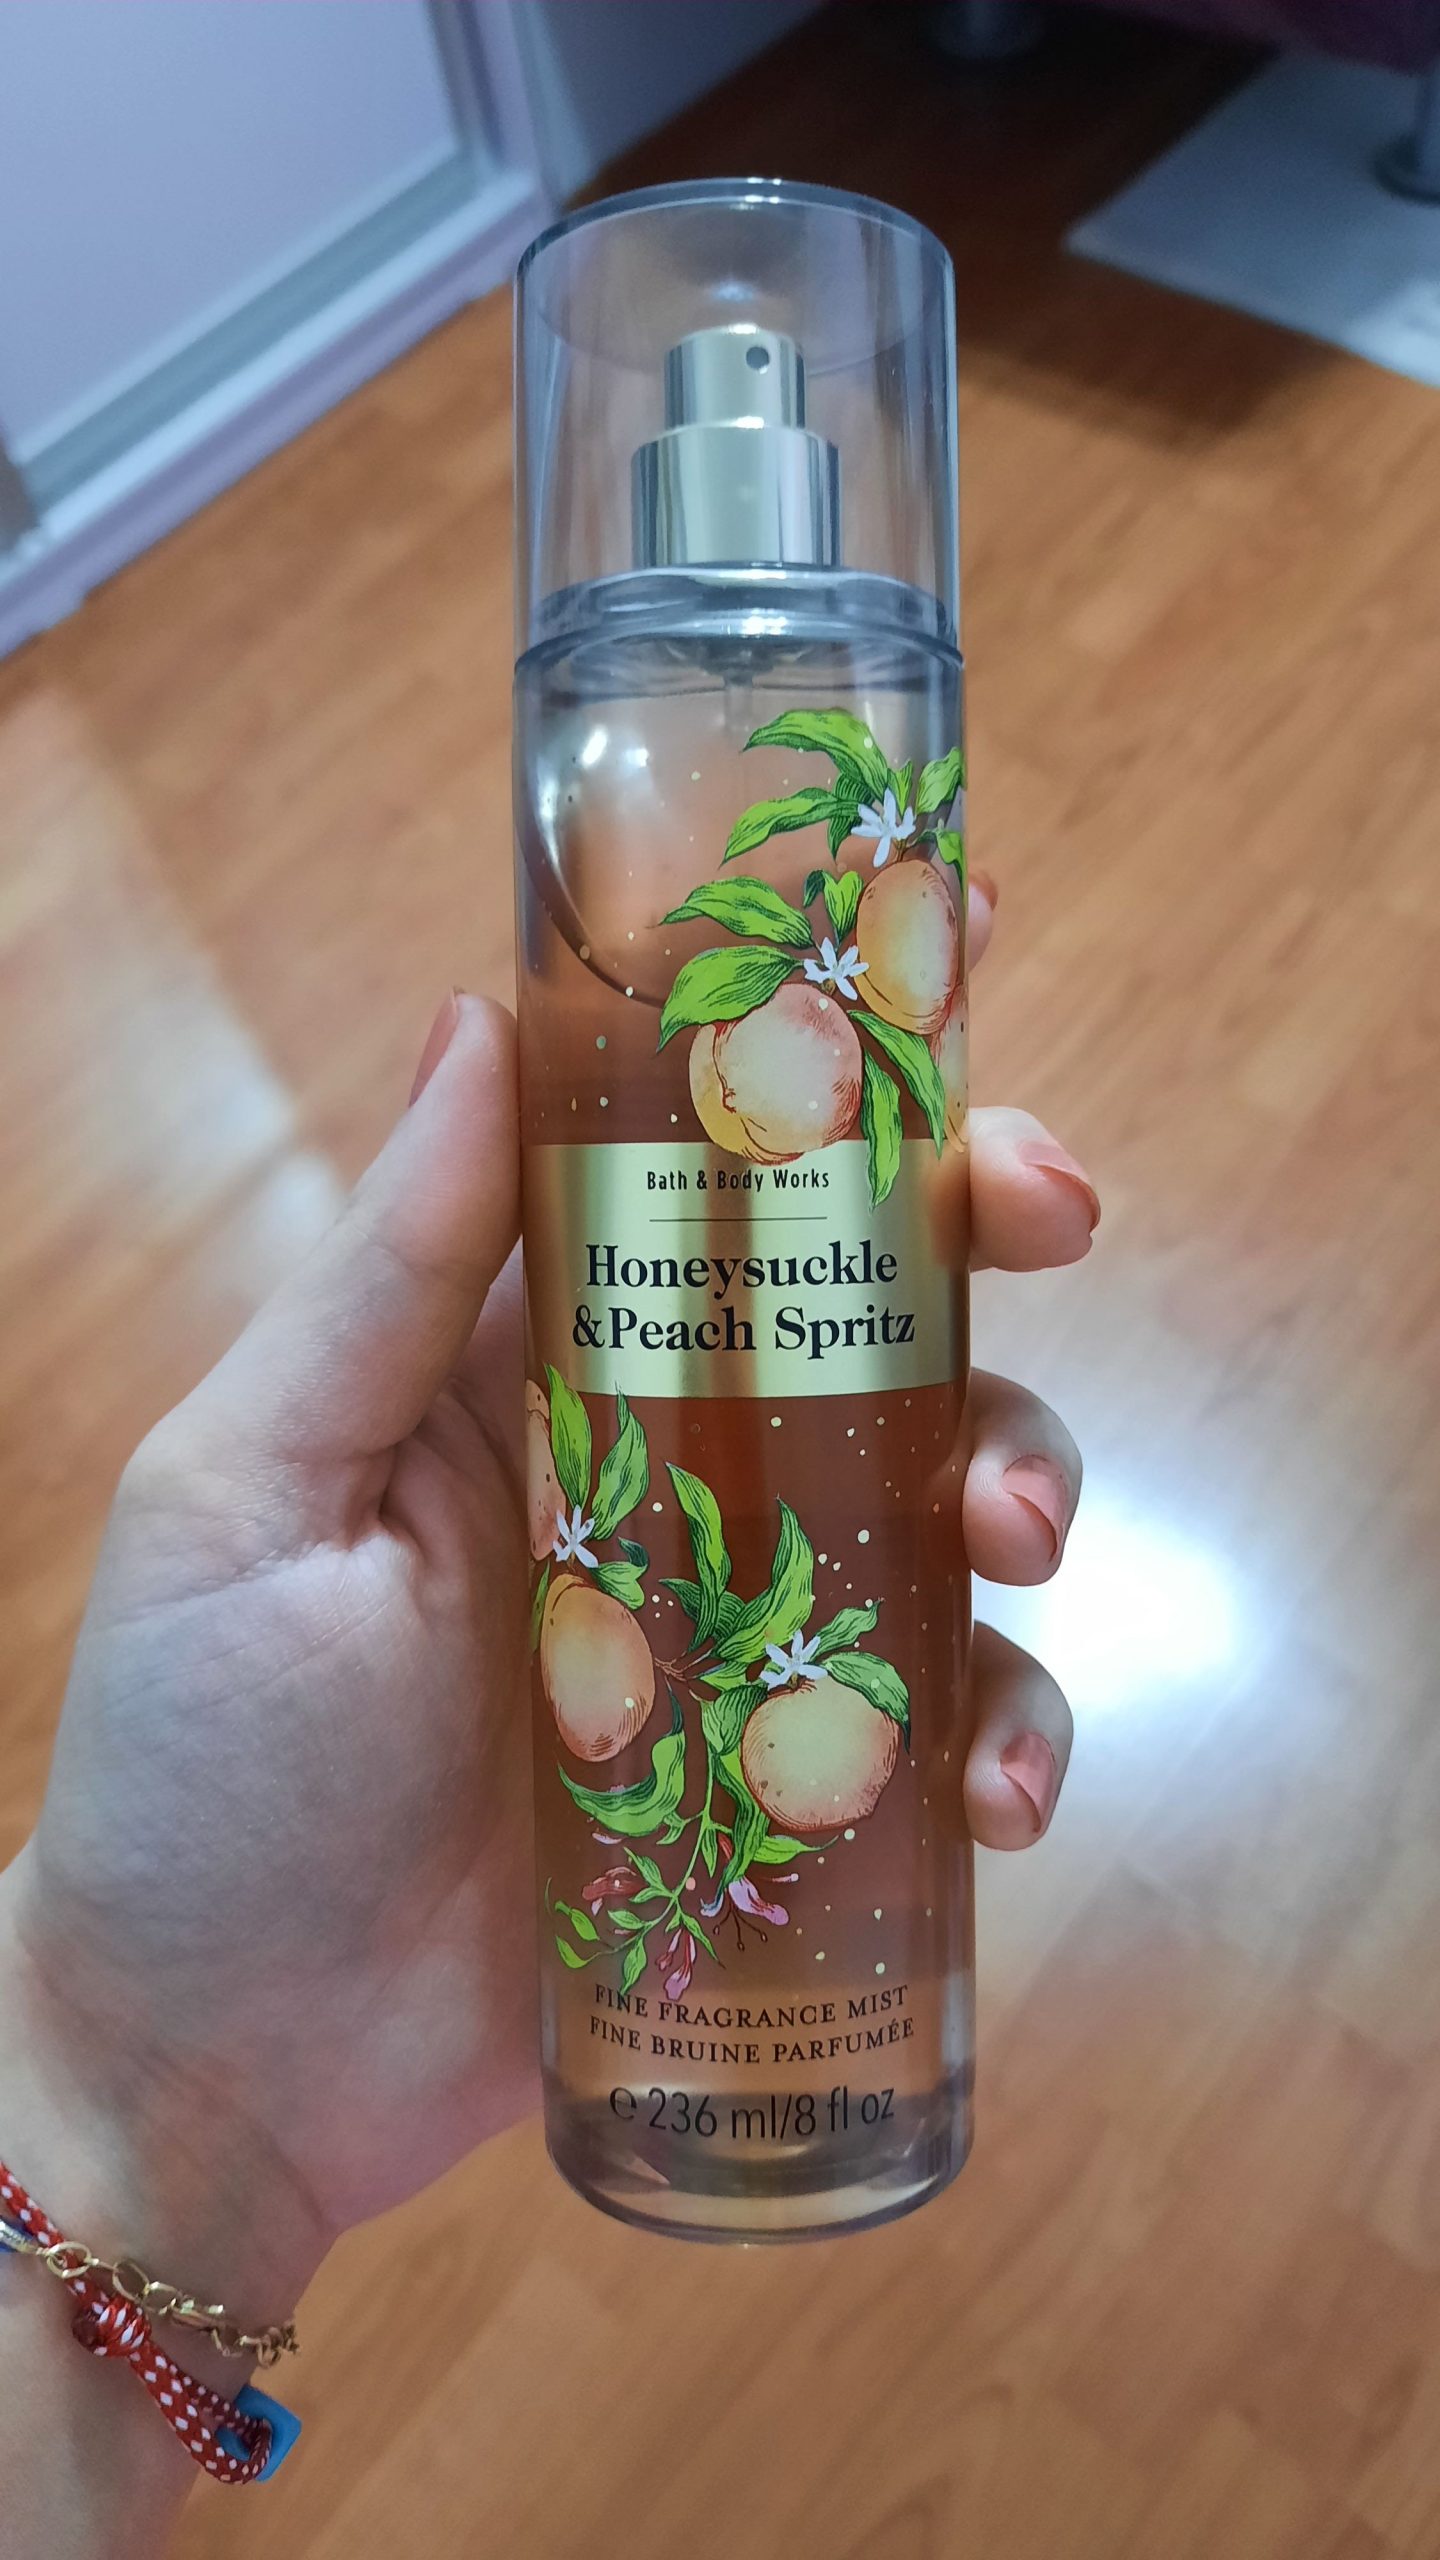 Bath & Body Works
Honeysuckle
&Peach Spritz
FINE FRAGRANCE MIST
FINE BRUINE PARFUMÉE
℮ 236 ml/8 fl oz